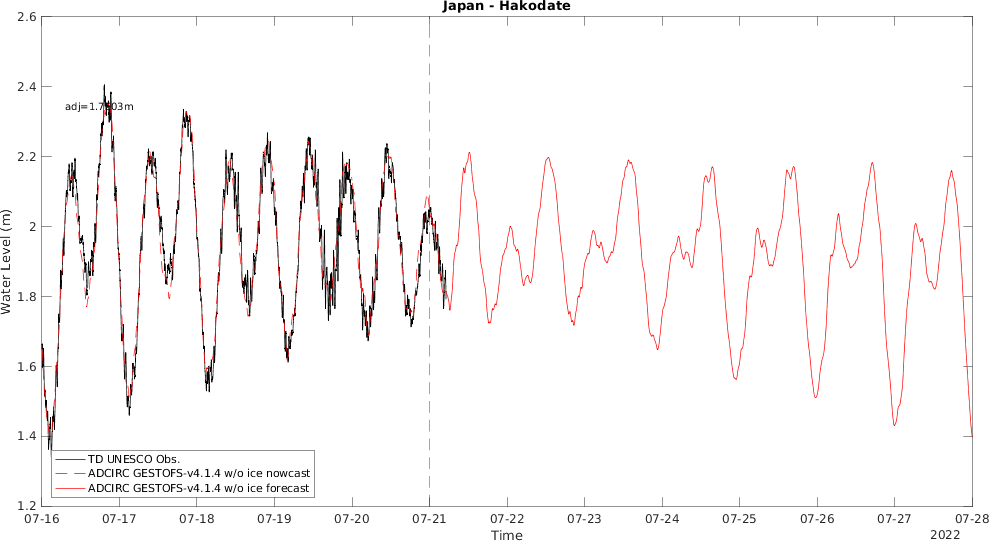 Japan - Hakodate
Water Level (m)
2.6
2.4
2.2
2
1.8
1.6
1.4
1.2
TD UNESCO Obs.
ADCIRC GESTOFS-v4.1.4 w/o ice nowcast
ADCIRC GESTOFS-v4.1.4 w/o ice forecast
07-16 07-17 07-18 07-19 07-20 07-21 07-22 07-23 07-24 07-25 07-26 07-27 07-28
Time
2022